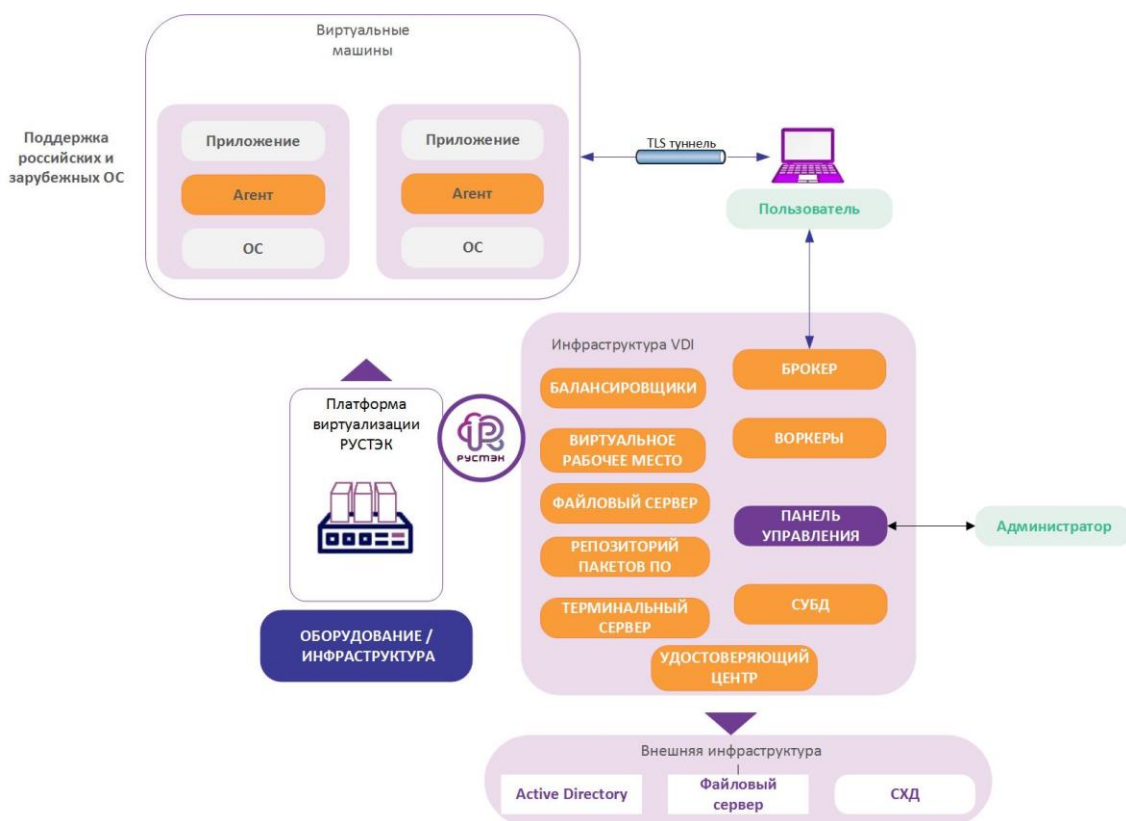 Виртуальные
машины
Поддержка
российских и
зарубежных ОС
Приложение
Агент
ОС
Приложение
Агент
ОС
TLS туннель
Пользователь
Платформа
виртуализации
РУСТЭК
РУСТЭК
ОБОРУДОВАНИЕ /
ИНФРАСТРУКТУРА
Инфраструктура VDI
БАЛАНСИРОВЩИКИ
ВИРТУАЛЬНОЕ
РАБОЧЕЕ МЕСТО
ФАЙЛОВЫЙ СЕРВЕР
РЕПОЗИТОРИЙ
ПАКЕТОВ ПО
ТЕРМИНАЛЬНЫЙ
СЕРВЕР
БРОКЕР
ВОРКЕРЫ
ПАНЕЛЬ
УПРАВЛЕНИЯ
СУБД
УДОСТОВЕРЯЮЩИЙ
ЦЕНТР
Администратор
Внешняя инфраструктура
Active Directory
Файловый
сервер
СХД